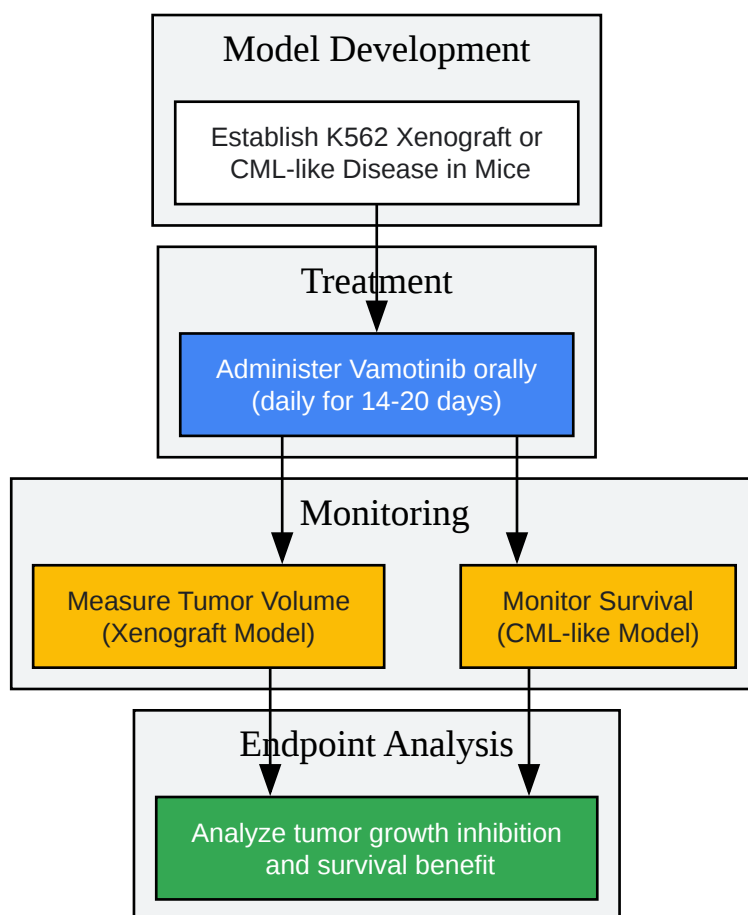 Model Development
Establish K562 Xenograft or
CML-like Disease in Mice
Treatment
Administer Vamotinib orally
(daily for 14-20 days)
Monitoring
Measure Tumor Volume
(Xenograft Model)
Monitor Survival
(CML-like Model)
Endpoint Analysis
Analyze tumor growth inhibition
and survival benefit